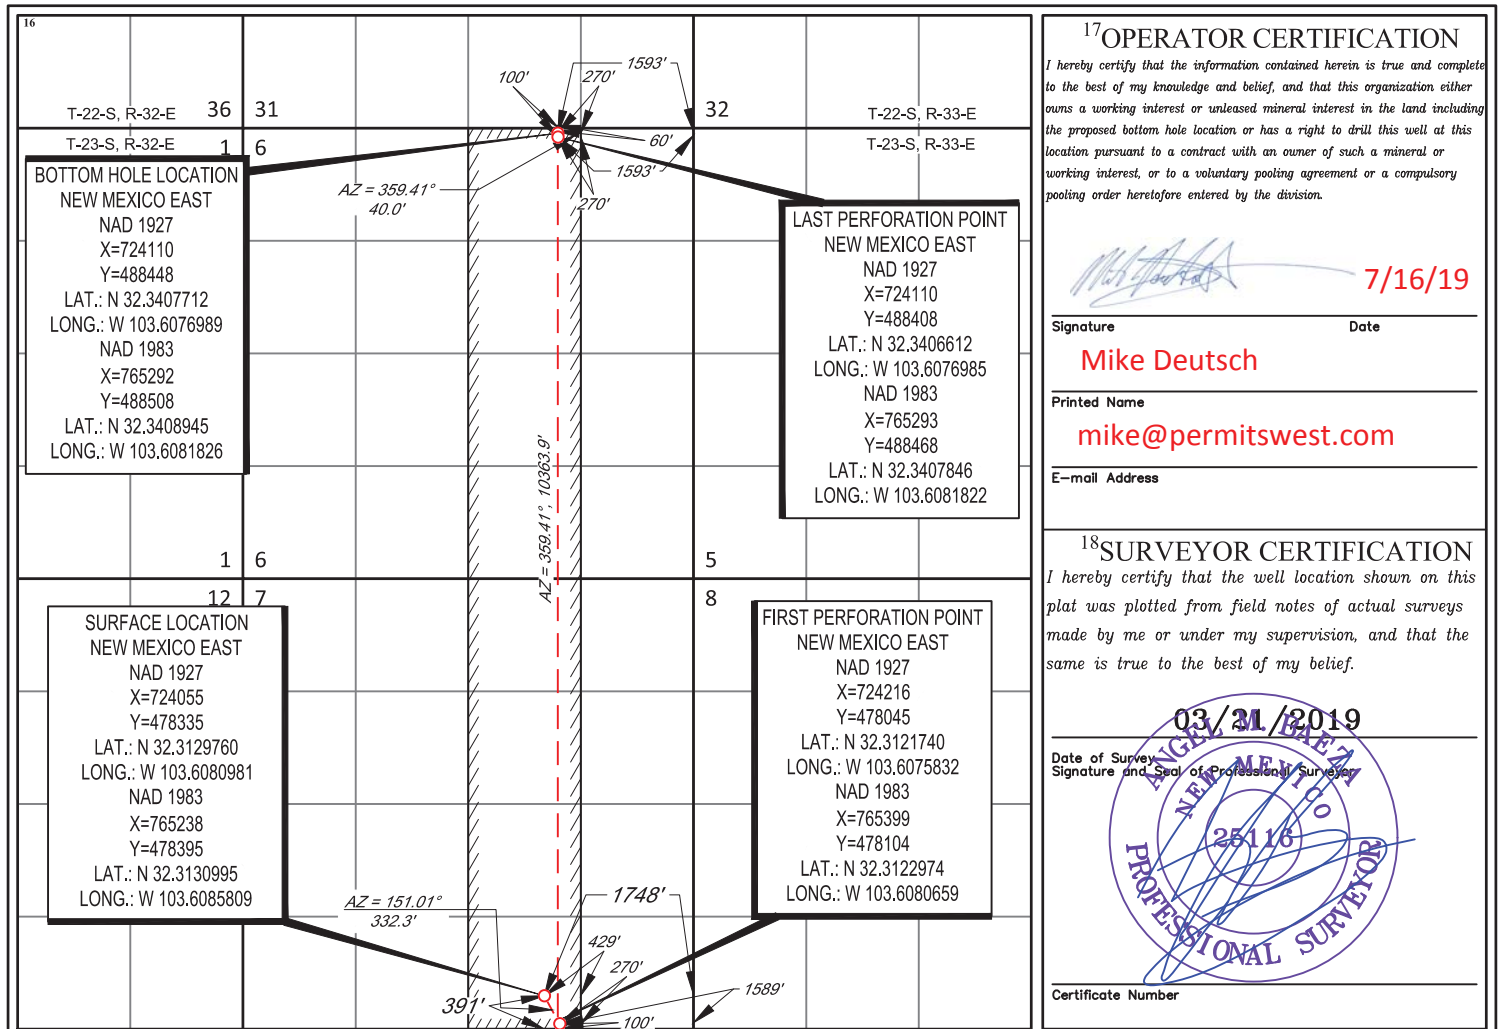 16
100'
270'
1593'
T-22-S, R-32-E
36
31
32
T-22-S, R-33-E
T-23-S, R-32-E
1
6
60'
T-23-S, R-33-E
1593'
AZ = 359.41°
40.0'
270'
BOTTOM HOLE LOCATION
NEW MEXICO EAST
NAD 1927
X=724110
Y=488448
LAT.: N 32.3407712
LONG.: W 103.6076989
NAD 1983
X=765292
Y=488508
LAT.: N 32.3408945
LONG.: W 103.6081826
LAST PERFORATION POINT
NEW MEXICO EAST
NAD 1927
X=724110
Y=488408
LAT.: N 32.3406612
LONG.: W 103.6076985
NAD 1983
X=765293
Y=488468
LAT.: N 32.3407846
LONG.: W 103.6081822
AZ = 359.41°, 10363.9'
1
6
5
12
7
8
SURFACE LOCATION
NEW MEXICO EAST
NAD 1927
X=724055
Y=478335
LAT.: N 32.3129760
LONG.: W 103.6080981
NAD 1983
X=765238
Y=478395
LAT.: N 32.3130995
LONG.: W 103.6085809
FIRST PERFORATION POINT
NEW MEXICO EAST
NAD 1927
X=724216
Y=478045
LAT.: N 32.3121740
LONG.: W 103.6075832
NAD 1983
X=765399
Y=478104
LAT.: N 32.3122974
LONG.: W 103.6080659
AZ = 151.01°
332.3'
1748'
429'
270'
391'
1589'
100'
17 OPERATOR CERTIFICATION
I hereby certify that the information contained herein is true and complete
to the best of my knowledge and belief, and that this organization either
owns a working interest or unleased mineral interest in the land including
the proposed bottom hole location or has a right to drill this well at this
location pursuant to a contract with an owner of such a mineral or
working interest, or to a voluntary pooling agreement or a compulsory
pooling order heretofore entered by the division.
7/16/19
Signature Date
Mike Deutsch
Printed Name
mike@permitswest.com
E-mail Address
18 SURVEYOR CERTIFICATION
I hereby certify that the well location shown on this
plat was plotted from field notes of actual surveys
made by me or under my supervision, and that the
same is true to the best of my belief.
03/21/2019
Date of Survey
Signature and Seal of Professional Surveyor
ANGEL M. BAEZA
NEW MEXICO
25116
PROFESSIONAL SURVEYOR
Certificate Number